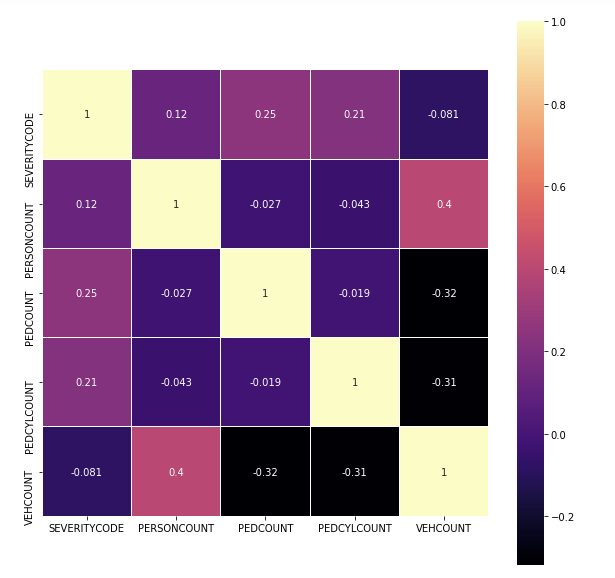 SEVERITYCODE 1 0.12 0.25 0.21 -0.081
PERSONCOUNT 0.12 1 -0.027 -0.043 0.4
PEDCOUNT 0.25 -0.027 1 -0.019 -0.32
PEDCYLCOUNT 0.21 -0.043 -0.019 1 -0.31
VEHCOUNT -0.081 0.4 -0.32 -0.31 1
SEVERITYCODE PERSONCOUNT PEDCOUNT PEDCYLCOUNT VEHCOUNT
1.0
0.8
0.6
0.4
0.2
0.0
−0.2